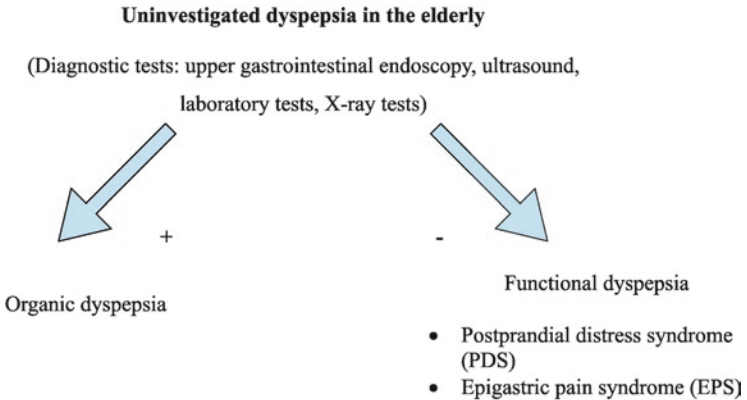 Uninvestigated dyspepsia in the elderly
(Diagnostic tests: upper gastrointestinal endoscopy, ultrasound,
laboratory tests, X-ray tests)
+
-
Organic dyspepsia
Functional dyspepsia
• Postprandial distress syndrome
(PDS)
• Epigastric pain syndrome (EPS)